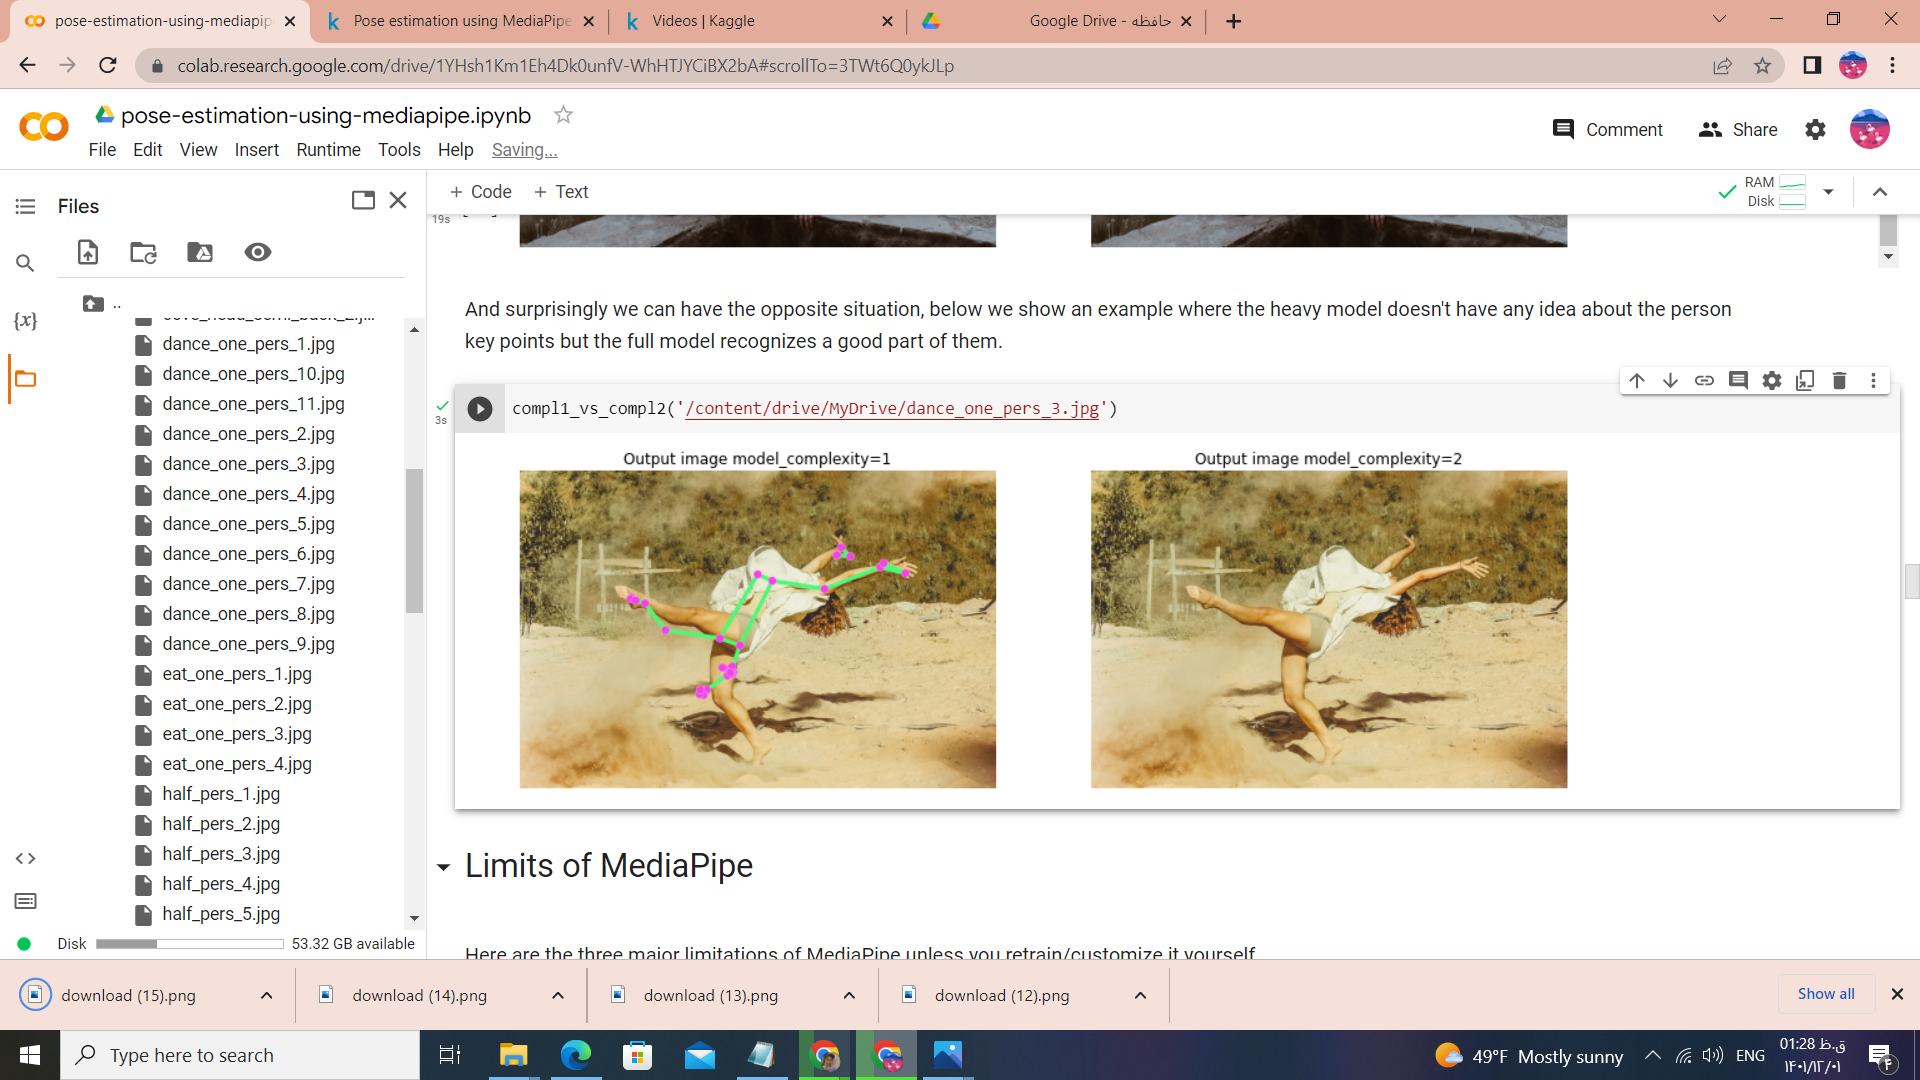 pose-estimation-using-mediapip
Pose estimation using MediaPipe
Videos | Kaggle
حافظه - Google Drive
colab.research.google.com/drive/1YHsh1Km1Eh4Dk0unfV-WhHTJYCiBX2bA#scrollTo=3TWt6Q0ykJLp
pose-estimation-using-mediapipe.ipynb
Comment
Share
File Edit View Insert Runtime Tools Help Saving...
Files
+ Code + Text
RAM
Disk
19s
..
dance_one_pers_1.jpg
dance_one_pers_10.jpg
dance_one_pers_11.jpg
dance_one_pers_2.jpg
dance_one_pers_3.jpg
dance_one_pers_4.jpg
dance_one_pers_5.jpg
dance_one_pers_6.jpg
dance_one_pers_7.jpg
dance_one_pers_8.jpg
dance_one_pers_9.jpg
eat_one_pers_1.jpg
eat_one_pers_2.jpg
eat_one_pers_3.jpg
eat_one_pers_4.jpg
half_pers_1.jpg
half_pers_2.jpg
half_pers_3.jpg
half_pers_4.jpg
half_pers_5.jpg
Disk 53.32 GB available
{x}
And surprisingly we can have the opposite situation, below we show an example where the heavy model doesn't have any idea about the person
key points but the full model recognizes a good part of them.
3s
compl1_vs_compl2('/content/drive/MyDrive/dance_one_pers_3.jpg')
Output image model_complexity=1
Output image model_complexity=2
Limits of MediaPipe
Here are the three major limitations of MediaPipe unless you retrain/customize it yourself
download (15).png
download (14).png
download (13).png
download (12).png
Show all
Type here to search
49°F Mostly sunny
ENG
01:28 ق.ظ
۱۴۰۱/۱۲/۰۱
۴